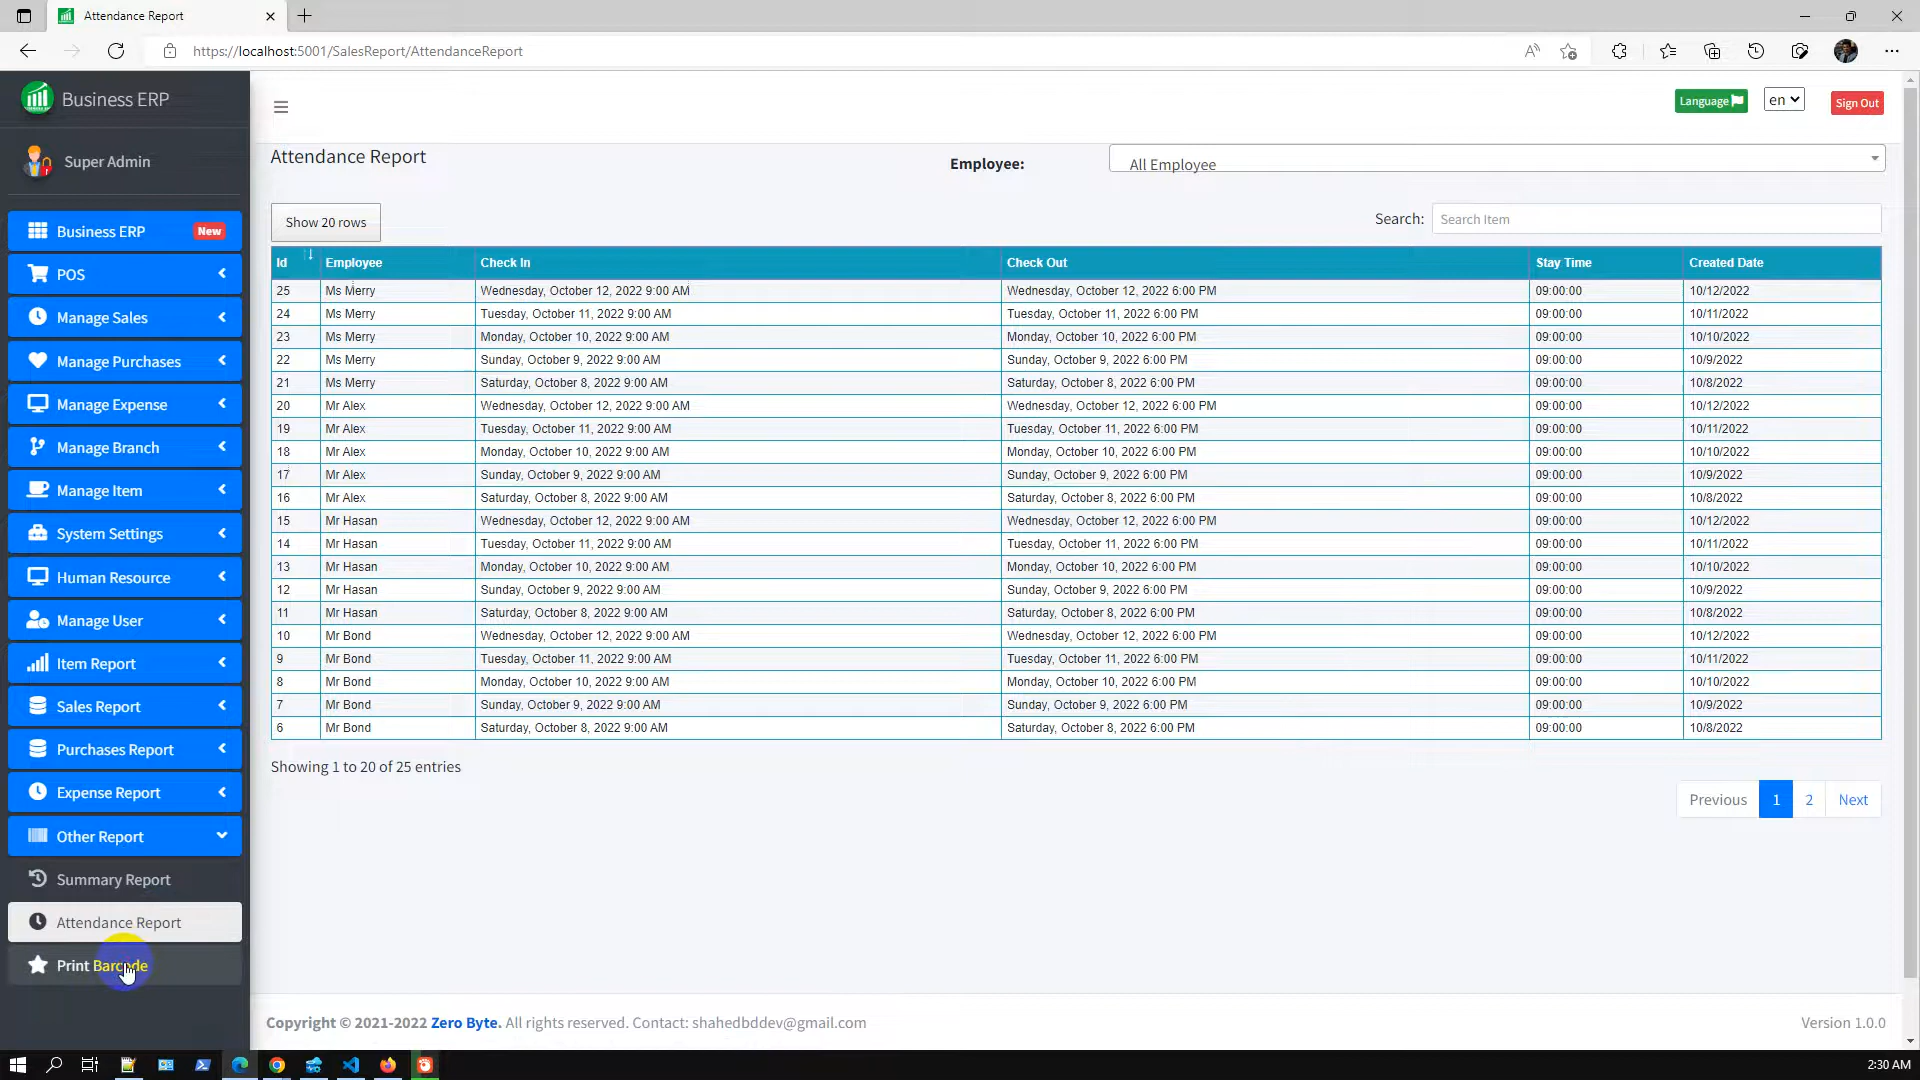 Attendance Report
https://localhost:5001/SalesReport/AttendanceReport
Business ERP
Super Admin
Business ERP New
POS
Manage Sales
Manage Purchases
Manage Expense
Manage Branch
Manage Item
System Settings
Human Resource
Manage User
Item Report
Sales Report
Purchases Report
Expense Report
Other Report
Summary Report
Attendance Report
Print Barcode
Language en Sign Out
Attendance Report Employee: All Employee
Show 20 rows Search: Search Item
Id Employee Check In Check Out Stay Time Created Date
25 Ms Merry Wednesday, October 12, 2022 9:00 AM Wednesday, October 12, 2022 6:00 PM 09:00:00 10/12/2022
24 Ms Merry Tuesday, October 11, 2022 9:00 AM Tuesday, October 11, 2022 6:00 PM 09:00:00 10/11/2022
23 Ms Merry Monday, October 10, 2022 9:00 AM Monday, October 10, 2022 6:00 PM 09:00:00 10/10/2022
22 Ms Merry Sunday, October 9, 2022 9:00 AM Sunday, October 9, 2022 6:00 PM 09:00:00 10/9/2022
21 Ms Merry Saturday, October 8, 2022 9:00 AM Saturday, October 8, 2022 6:00 PM 09:00:00 10/8/2022
20 Mr Alex Wednesday, October 12, 2022 9:00 AM Wednesday, October 12, 2022 6:00 PM 09:00:00 10/12/2022
19 Mr Alex Tuesday, October 11, 2022 9:00 AM Tuesday, October 11, 2022 6:00 PM 09:00:00 10/11/2022
18 Mr Alex Monday, October 10, 2022 9:00 AM Monday, October 10, 2022 6:00 PM 09:00:00 10/10/2022
17 Mr Alex Sunday, October 9, 2022 9:00 AM Sunday, October 9, 2022 6:00 PM 09:00:00 10/9/2022
16 Mr Alex Saturday, October 8, 2022 9:00 AM Saturday, October 8, 2022 6:00 PM 09:00:00 10/8/2022
15 Mr Hasan Wednesday, October 12, 2022 9:00 AM Wednesday, October 12, 2022 6:00 PM 09:00:00 10/12/2022
14 Mr Hasan Tuesday, October 11, 2022 9:00 AM Tuesday, October 11, 2022 6:00 PM 09:00:00 10/11/2022
13 Mr Hasan Monday, October 10, 2022 9:00 AM Monday, October 10, 2022 6:00 PM 09:00:00 10/10/2022
12 Mr Hasan Sunday, October 9, 2022 9:00 AM Sunday, October 9, 2022 6:00 PM 09:00:00 10/9/2022
11 Mr Hasan Saturday, October 8, 2022 9:00 AM Saturday, October 8, 2022 6:00 PM 09:00:00 10/8/2022
10 Mr Bond Wednesday, October 12, 2022 9:00 AM Wednesday, October 12, 2022 6:00 PM 09:00:00 10/12/2022
9 Mr Bond Tuesday, October 11, 2022 9:00 AM Tuesday, October 11, 2022 6:00 PM 09:00:00 10/11/2022
8 Mr Bond Monday, October 10, 2022 9:00 AM Monday, October 10, 2022 6:00 PM 09:00:00 10/10/2022
7 Mr Bond Sunday, October 9, 2022 9:00 AM Sunday, October 9, 2022 6:00 PM 09:00:00 10/9/2022
6 Mr Bond Saturday, October 8, 2022 9:00 AM Saturday, October 8, 2022 6:00 PM 09:00:00 10/8/2022
Showing 1 to 20 of 25 entries
Previous 1 2 Next
Copyright © 2021-2022 Zero Byte. All rights reserved. Contact: shahedbddev@gmail.com Version 1.0.0
2:30 AM